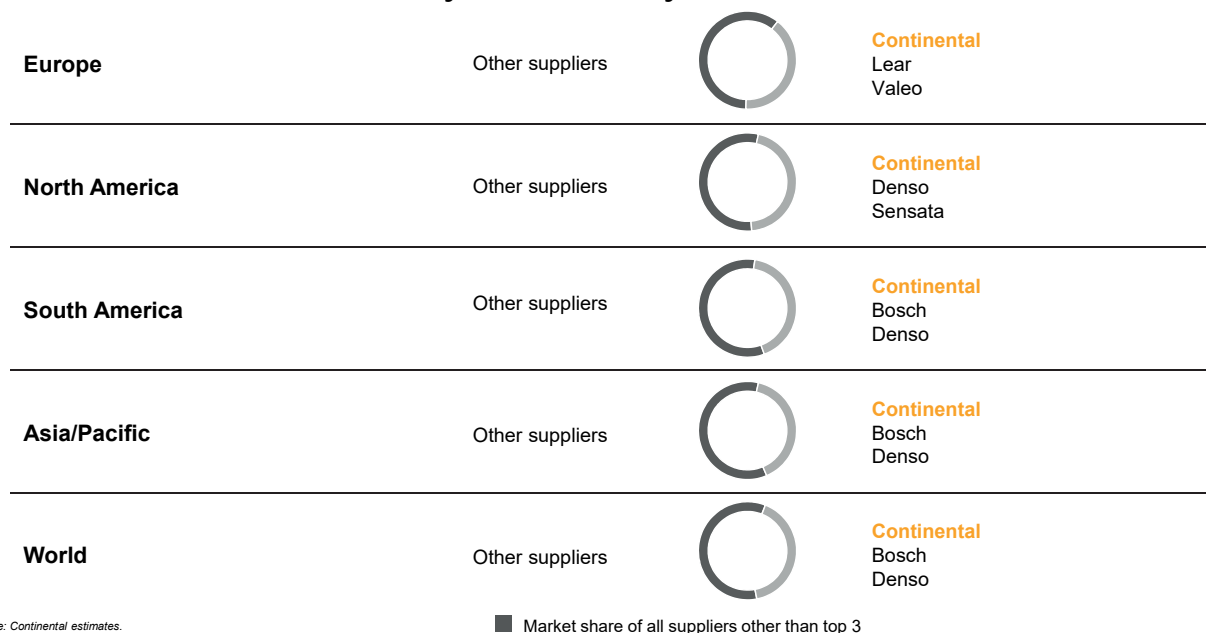 Europe
Other suppliers
Continental
Lear
Valeo
North America
Other suppliers
Continental
Denso
Sensata
South America
Other suppliers
Continental
Bosch
Denso
Asia/Pacific
Other suppliers
Continental
Bosch
Denso
World
Other suppliers
Continental
Bosch
Denso
e: Continental estimates.
Market share of all suppliers other than top 3